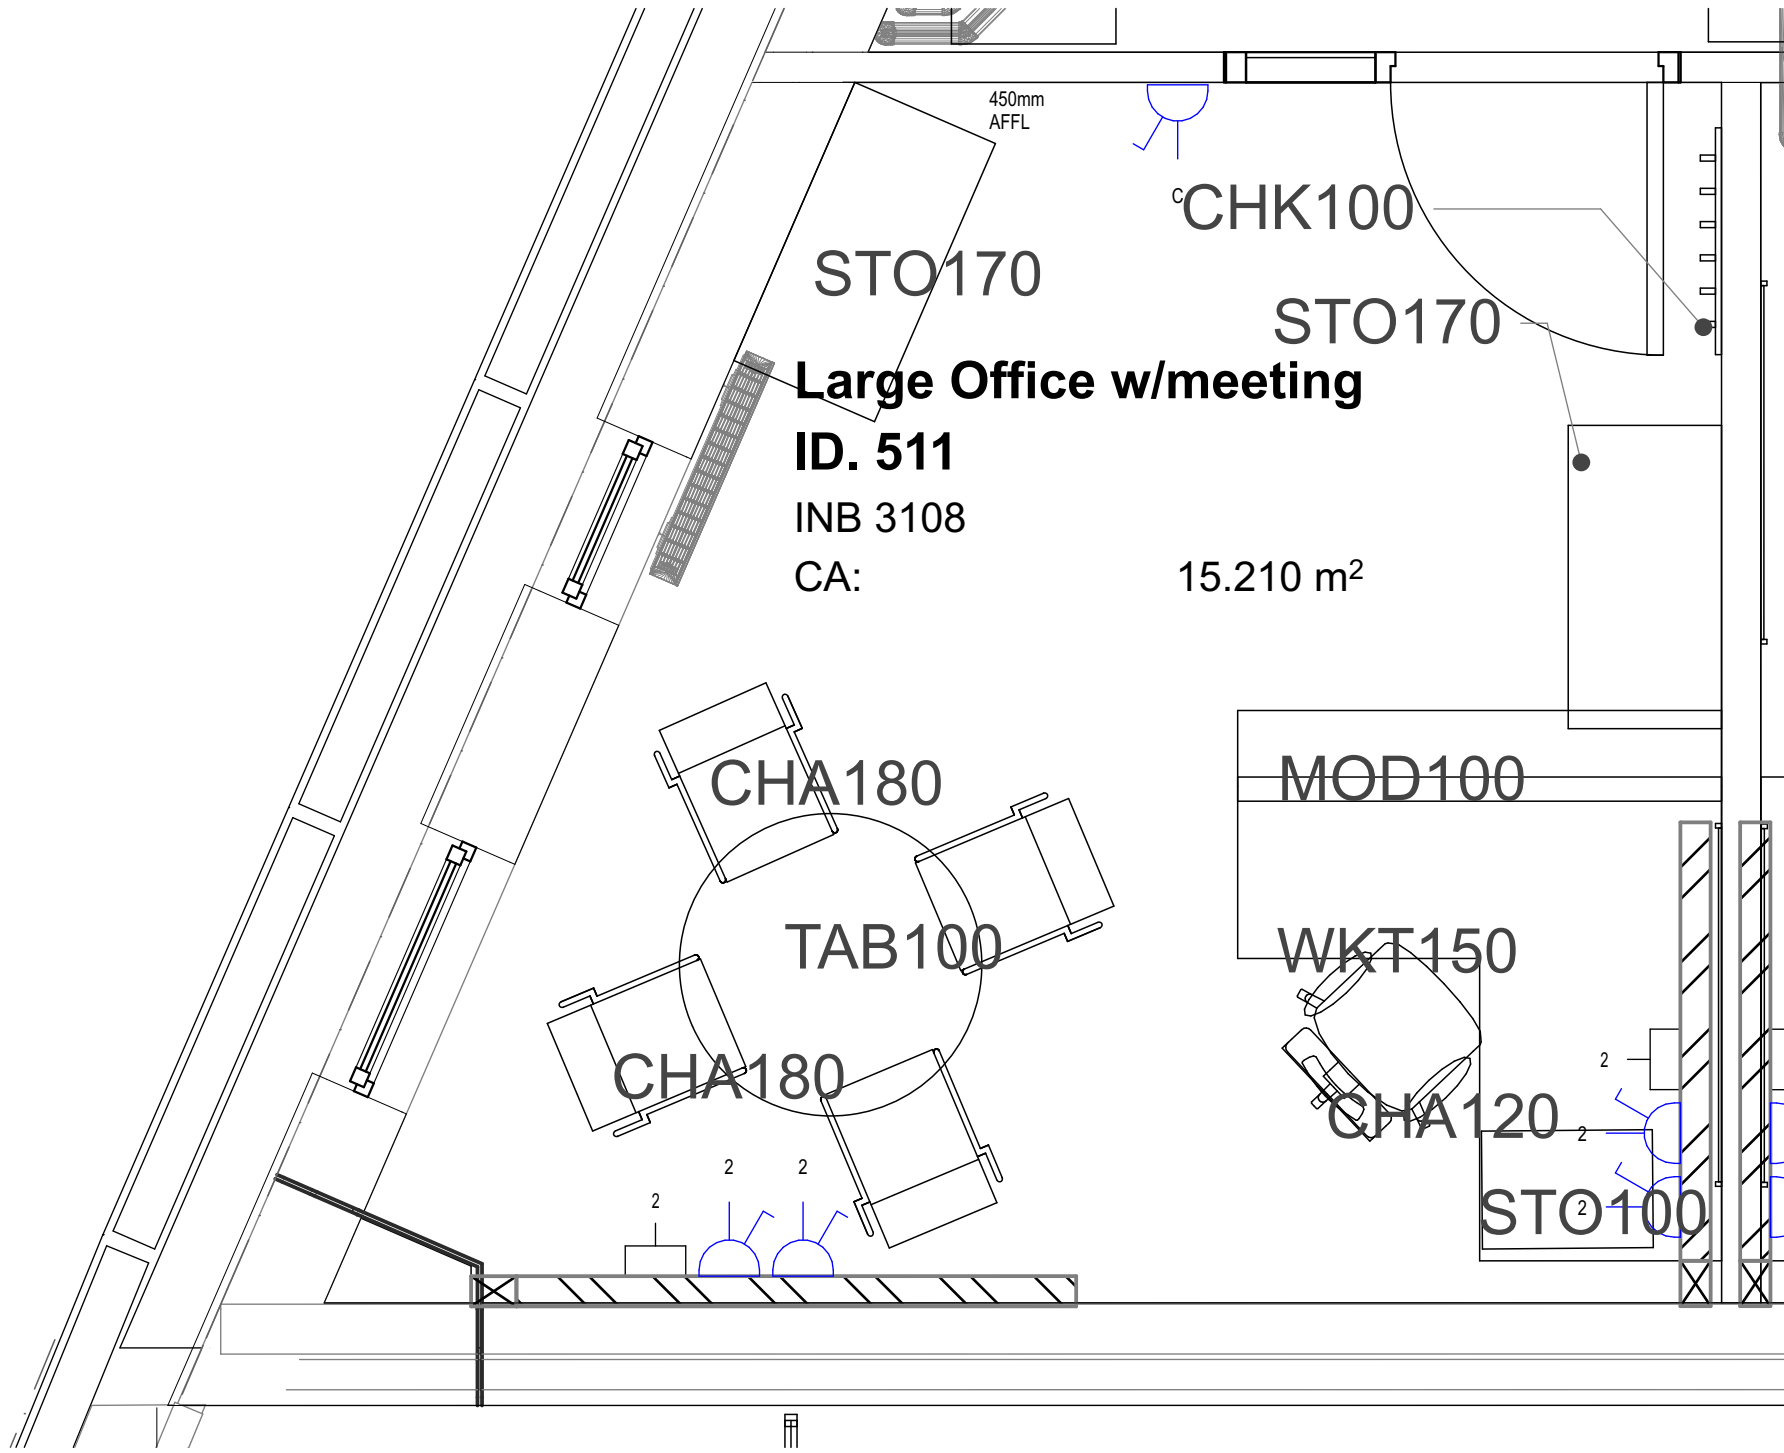 450mm
AFFL
C
CHK100
STO170
STO170
Large Office w/meeting
ID. 511
INB 3108
CA: 15.210 m²
CHA180
MOD100
TAB100
WKT150
CHA180
2
CHA120
2
2
2
2
STO100
2